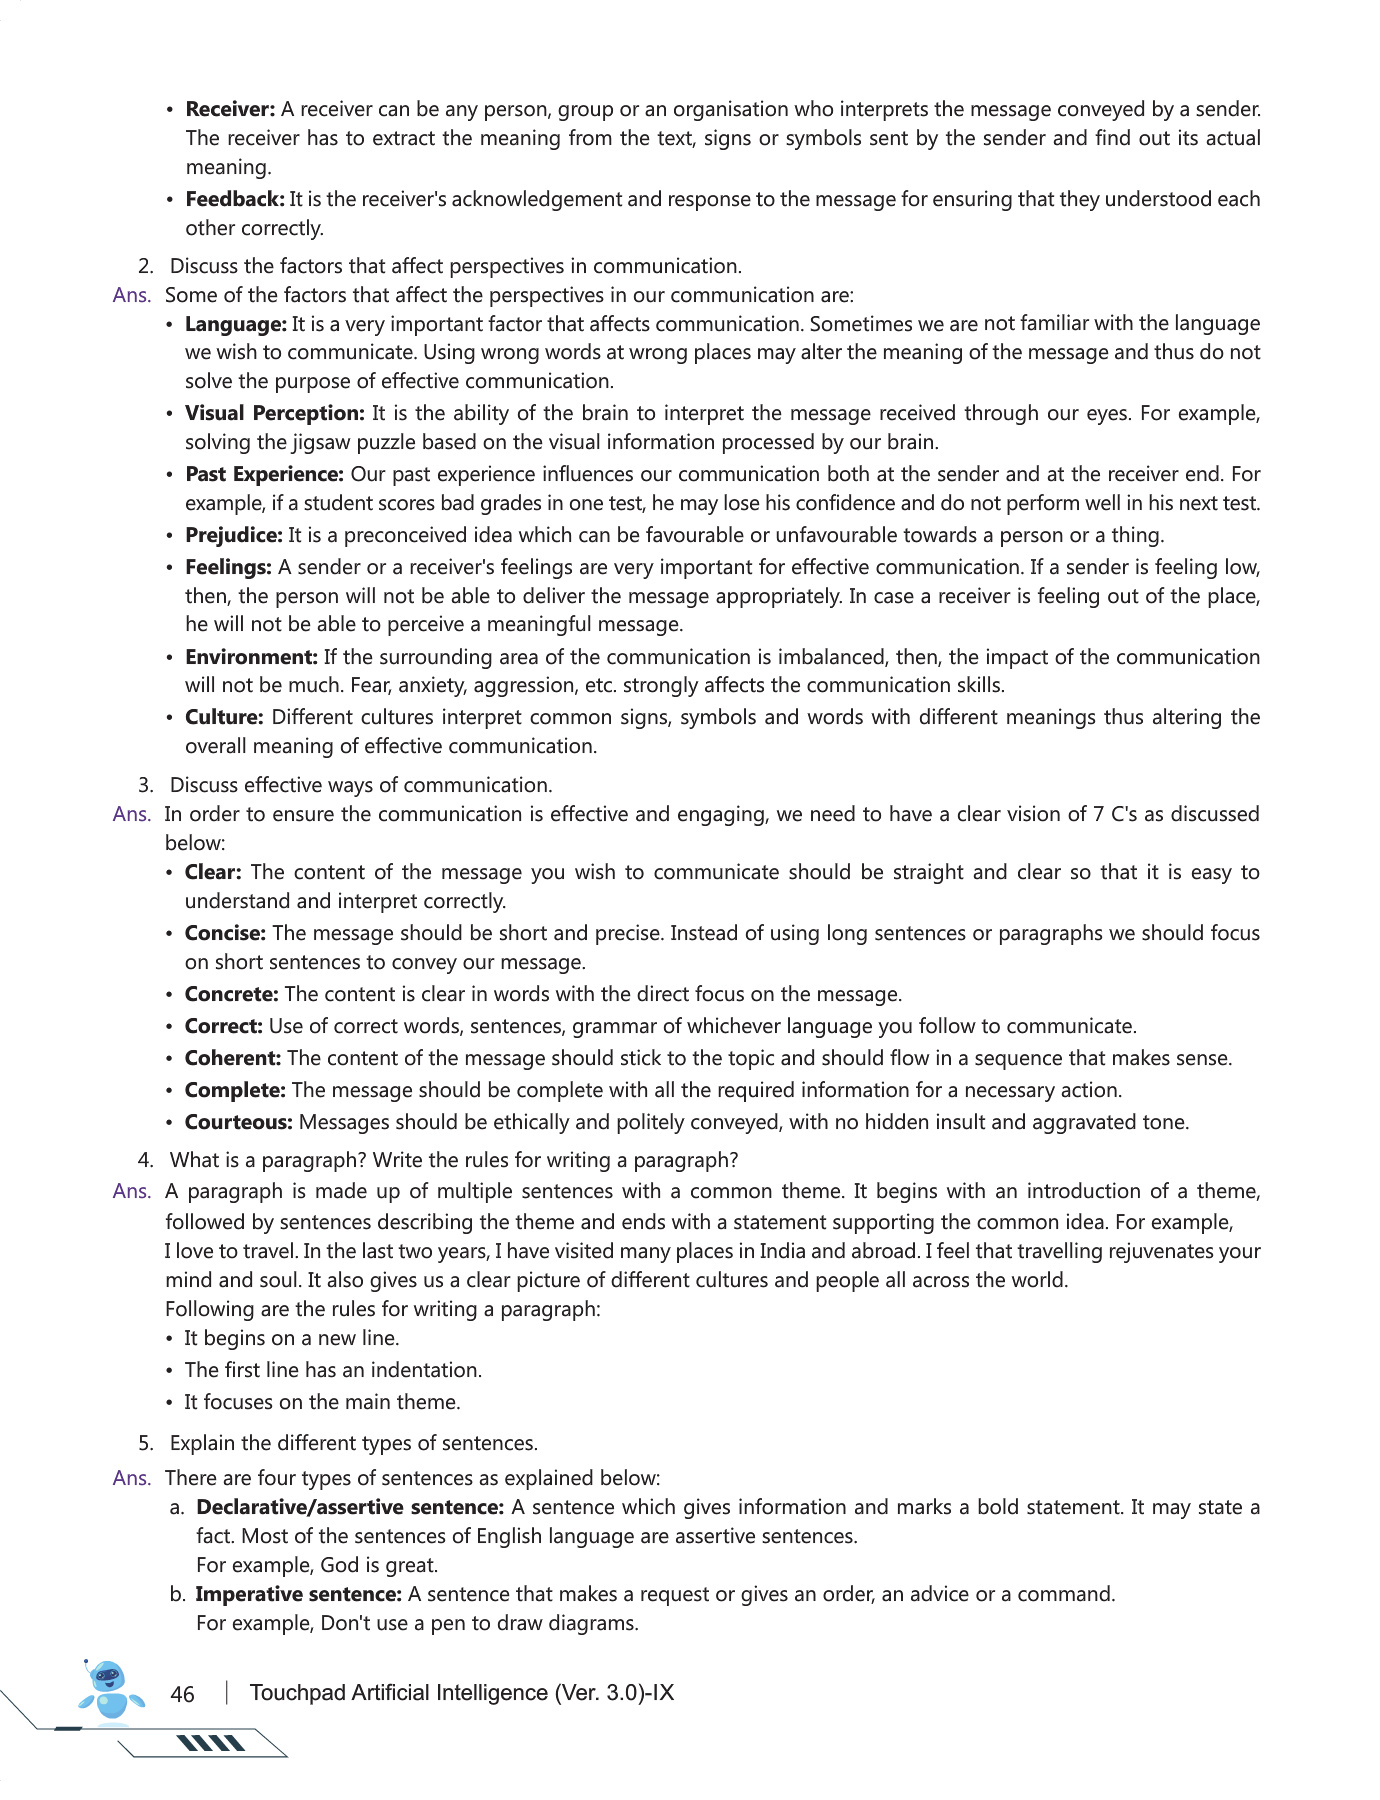 • Receiver: A receiver can be any person, group or an organisation who interprets the message conveyed by a sender.
The receiver has to extract the meaning from the text, signs or symbols sent by the sender and find out its actual
meaning.
• Feedback: It is the receiver's acknowledgement and response to the message for ensuring that they understood each
other correctly.
2. Discuss the factors that affect perspectives in communication.
Ans. Some of the factors that affect the perspectives in our communication are:
• Language: It is a very important factor that affects communication. Sometimes we are not familiar with the language
we wish to communicate. Using wrong words at wrong places may alter the meaning of the message and thus do not
solve the purpose of effective communication.
• Visual Perception: It is the ability of the brain to interpret the message received through our eyes. For example,
solving the jigsaw puzzle based on the visual information processed by our brain.
• Past Experience: Our past experience influences our communication both at the sender and at the receiver end. For
example, if a student scores bad grades in one test, he may lose his confidence and do not perform well in his next test.
• Prejudice: It is a preconceived idea which can be favourable or unfavourable towards a person or a thing.
• Feelings: A sender or a receiver's feelings are very important for effective communication. If a sender is feeling low,
then, the person will not be able to deliver the message appropriately. In case a receiver is feeling out of the place,
he will not be able to perceive a meaningful message.
• Environment: If the surrounding area of the communication is imbalanced, then, the impact of the communication
will not be much. Fear, anxiety, aggression, etc. strongly affects the communication skills.
• Culture: Different cultures interpret common signs, symbols and words with different meanings thus altering the
overall meaning of effective communication.
3. Discuss effective ways of communication.
Ans. In order to ensure the communication is effective and engaging, we need to have a clear vision of 7 C's as discussed
below:
• Clear: The content of the message you wish to communicate should be straight and clear so that it is easy to
understand and interpret correctly.
• Concise: The message should be short and precise. Instead of using long sentences or paragraphs we should focus
on short sentences to convey our message.
• Concrete: The content is clear in words with the direct focus on the message.
• Correct: Use of correct words, sentences, grammar of whichever language you follow to communicate.
• Coherent: The content of the message should stick to the topic and should flow in a sequence that makes sense.
• Complete: The message should be complete with all the required information for a necessary action.
• Courteous: Messages should be ethically and politely conveyed, with no hidden insult and aggravated tone.
4. What is a paragraph? Write the rules for writing a paragraph?
Ans. A paragraph is made up of multiple sentences with a common theme. It begins with an introduction of a theme,
followed by sentences describing the theme and ends with a statement supporting the common idea. For example,
I love to travel. In the last two years, I have visited many places in India and abroad. I feel that travelling rejuvenates your
mind and soul. It also gives us a clear picture of different cultures and people all across the world.
Following are the rules for writing a paragraph:
• It begins on a new line.
• The first line has an indentation.
• It focuses on the main theme.
5. Explain the different types of sentences.
Ans. There are four types of sentences as explained below:
a. Declarative/assertive sentence: A sentence which gives information and marks a bold statement. It may state a
fact. Most of the sentences of English language are assertive sentences.
For example, God is great.
b. Imperative sentence: A sentence that makes a request or gives an order, an advice or a command.
For example, Don't use a pen to draw diagrams.
46 | Touchpad Artificial Intelligence (Ver. 3.0)-IX